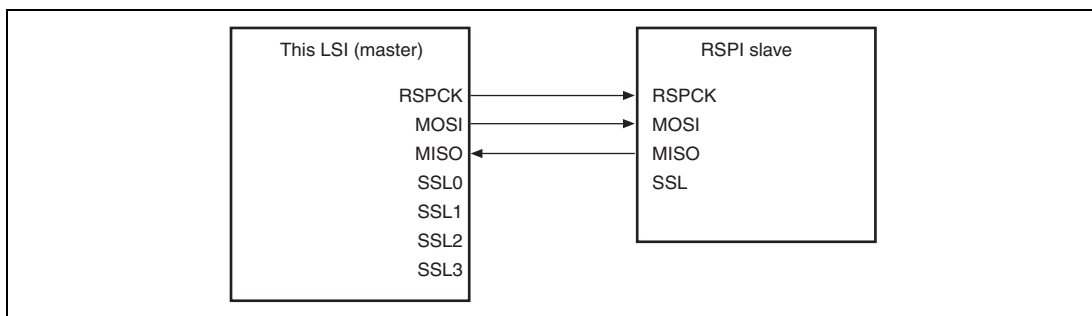 This LSI (master)
RSPCK
MOSI
MISO
SSL0
SSL1
SSL2
SSL3
RSPI slave
RSPCK
MOSI
MISO
SSL